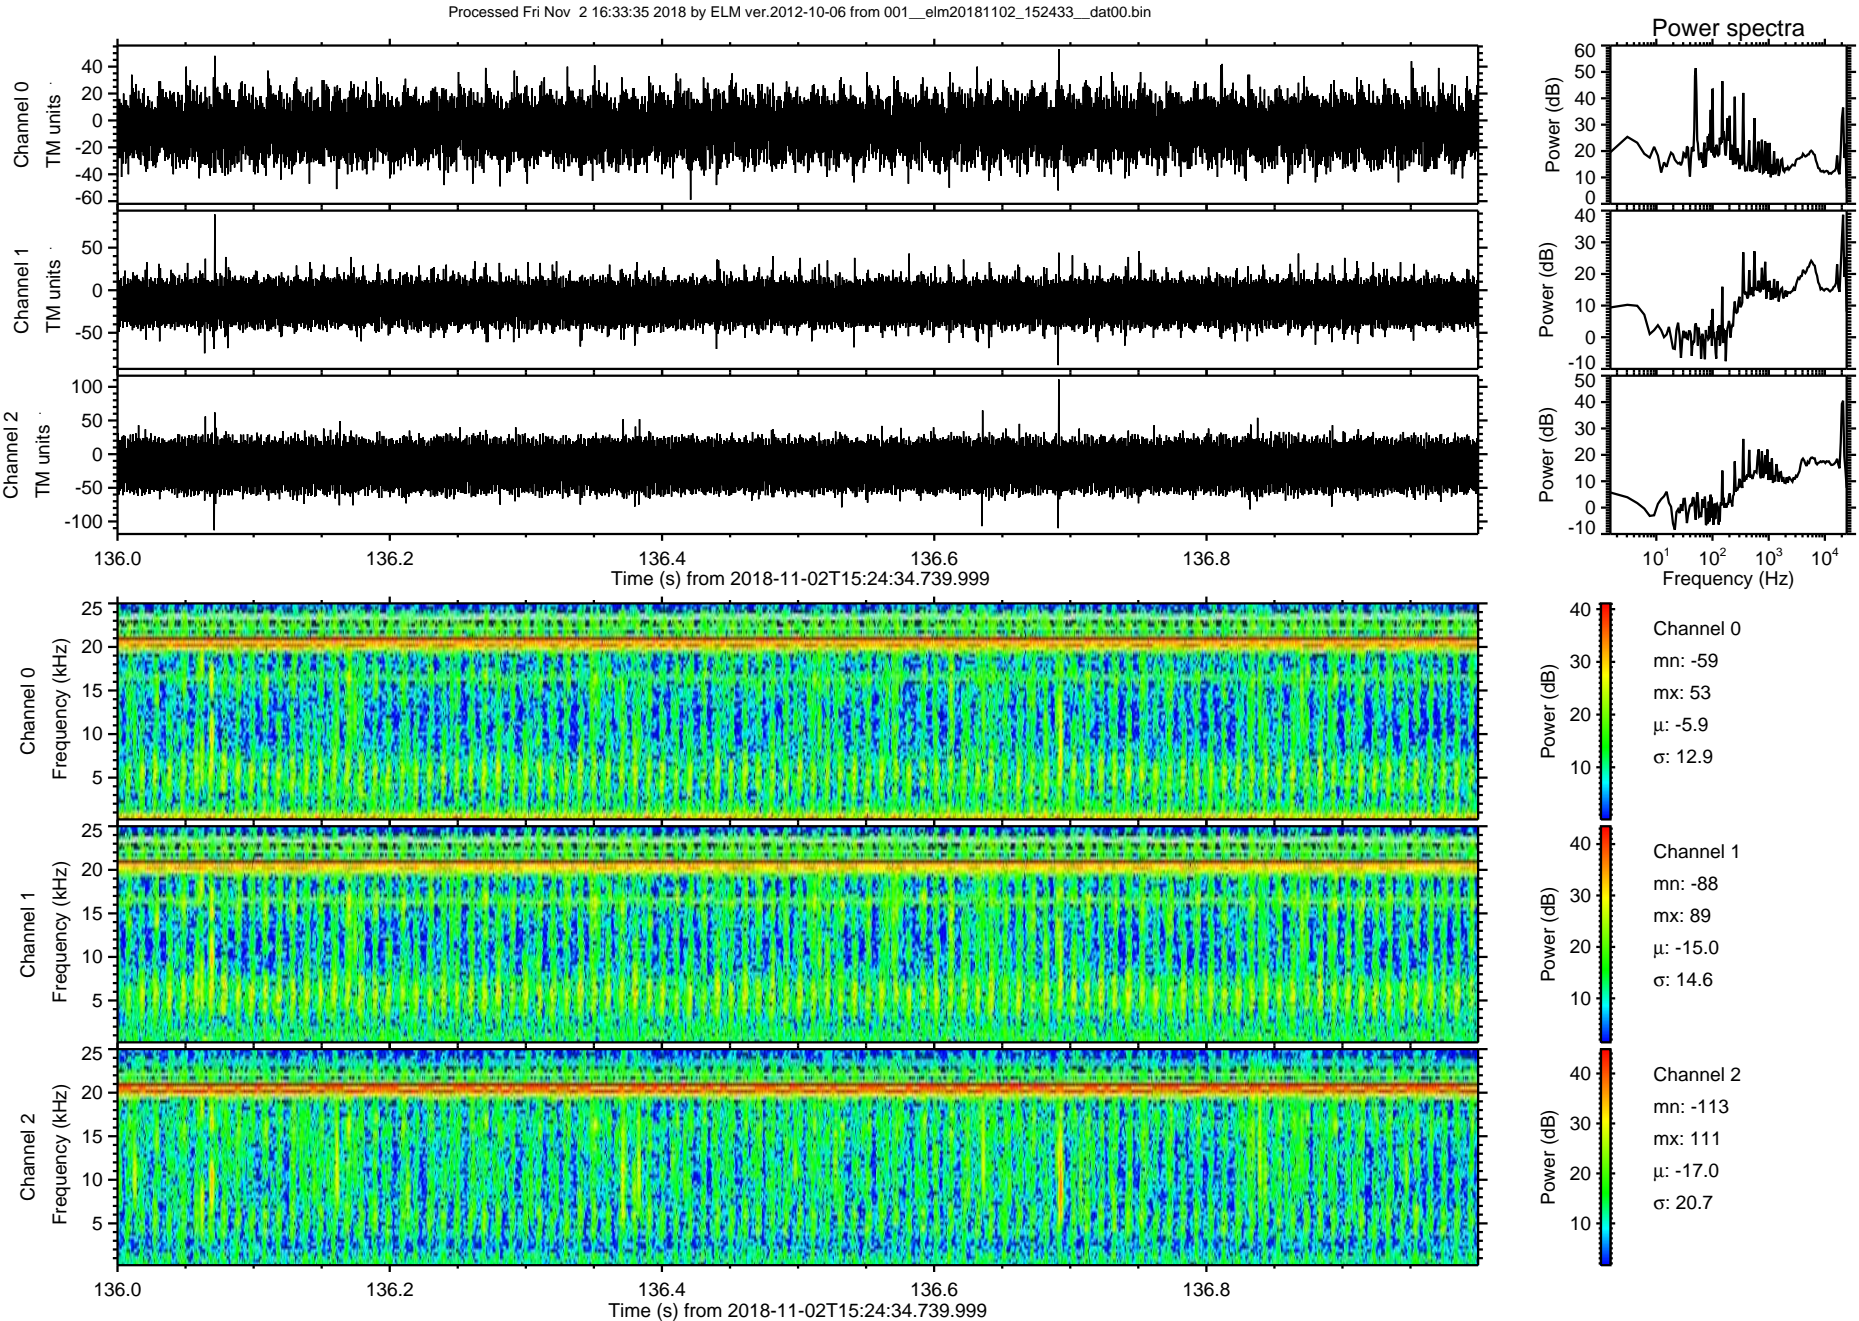 Processed Fri Nov  2 16:33:35 2018 by ELM ver.2012-10-06 from 001__elm20181102_152433__dat00.bin
Power spectra
Channel 0
TM units
40
20
0
-20
-40
-60
Power (dB)
60
50
40
30
20
10
0
Channel 1
TM units
50
0
-50
Power (dB)
40
30
20
10
0
-10
Channel 2
TM units
100
50
0
-50
-100
Power (dB)
50
40
30
20
10
0
-10
136.0 136.2 136.4 136.6 136.8
Time (s) from 2018-11-02T15:24:34.739.999
10¹ 10² 10³ 10⁴
Frequency (Hz)
Channel 0
Frequency (kHz)
25
20
15
10
5
Power (dB)
40
30
20
10
Channel 0
mn: -59
mx: 53
µ: -5.9
σ: 12.9
Channel 1
Frequency (kHz)
25
20
15
10
5
Power (dB)
40
30
20
10
Channel 1
mn: -88
mx: 89
µ: -15.0
σ: 14.6
Channel 2
Frequency (kHz)
25
20
15
10
5
Power (dB)
40
30
20
10
Channel 2
mn: -113
mx: 111
µ: -17.0
σ: 20.7
136.0 136.2 136.4 136.6 136.8
Time (s) from 2018-11-02T15:24:34.739.999